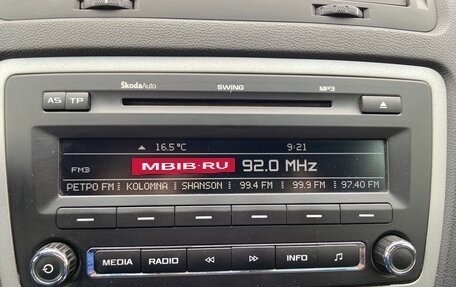 ŠkodaAuto SWING MP3
AS TP
16.5°C 9:21
FM3 MBIB·RU 92.0 MHz
РЕТРО FM KOLOMNA SHANSON 99.4 FM 99.9 FM 97.40 FM
MEDIA RADIO INFO